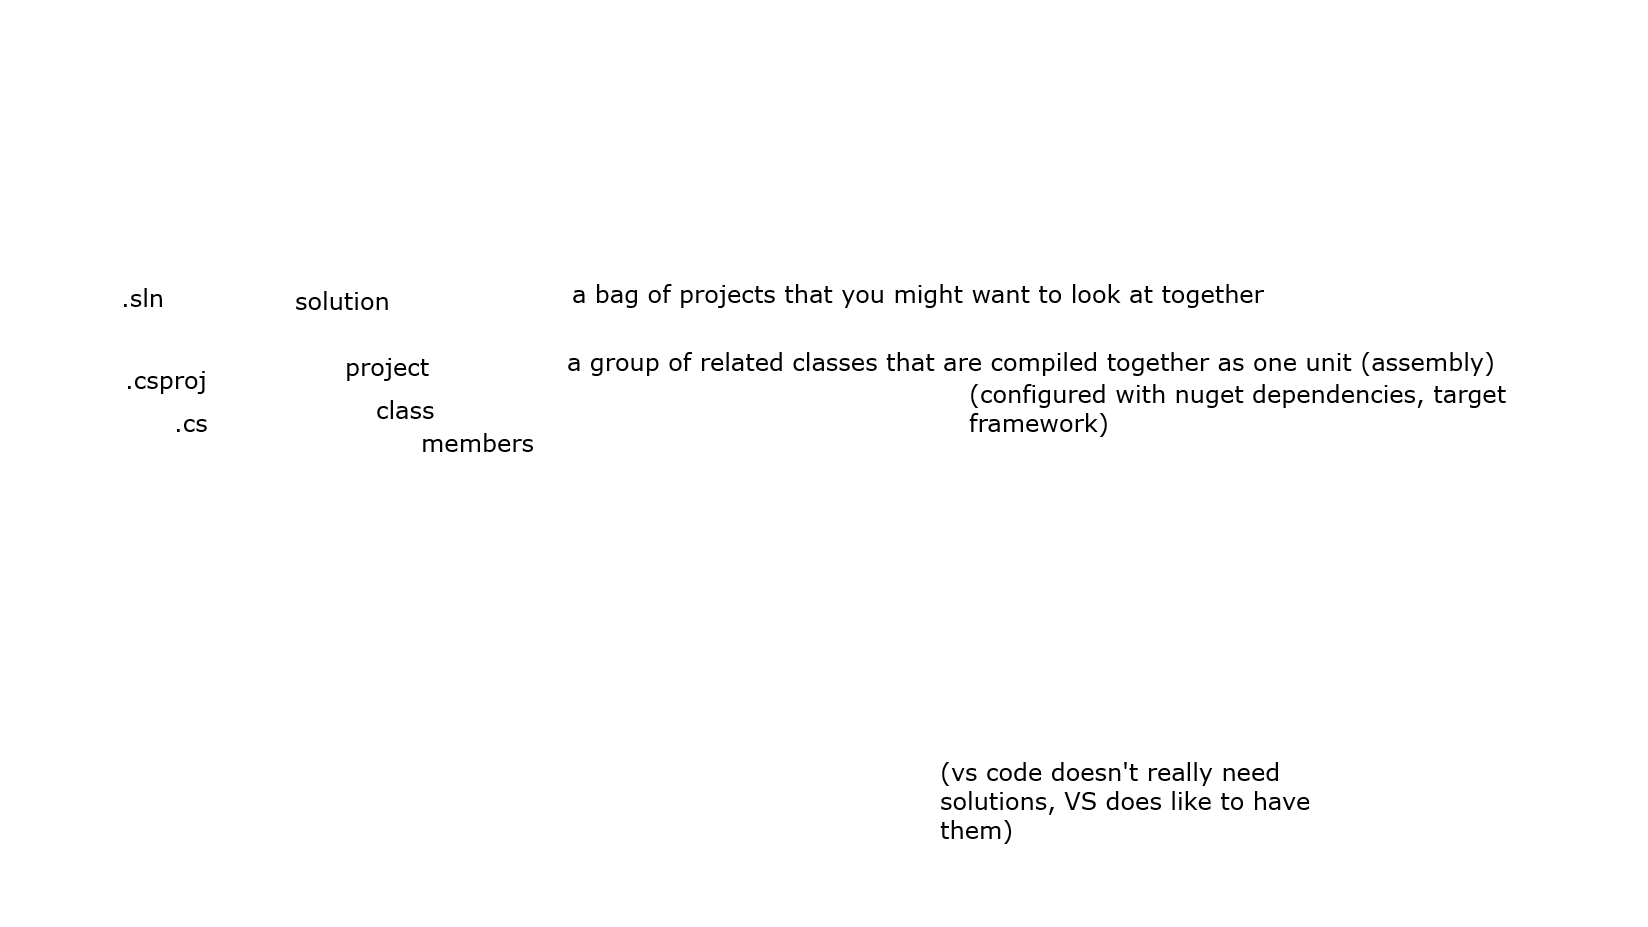 .sln solution a bag of projects that you might want to look at together
.csproj project a group of related classes that are compiled together as one unit (assembly)
(configured with nuget dependencies, target
framework)
.cs class
members
(vs code doesn't really need
solutions, VS does like to have
them)